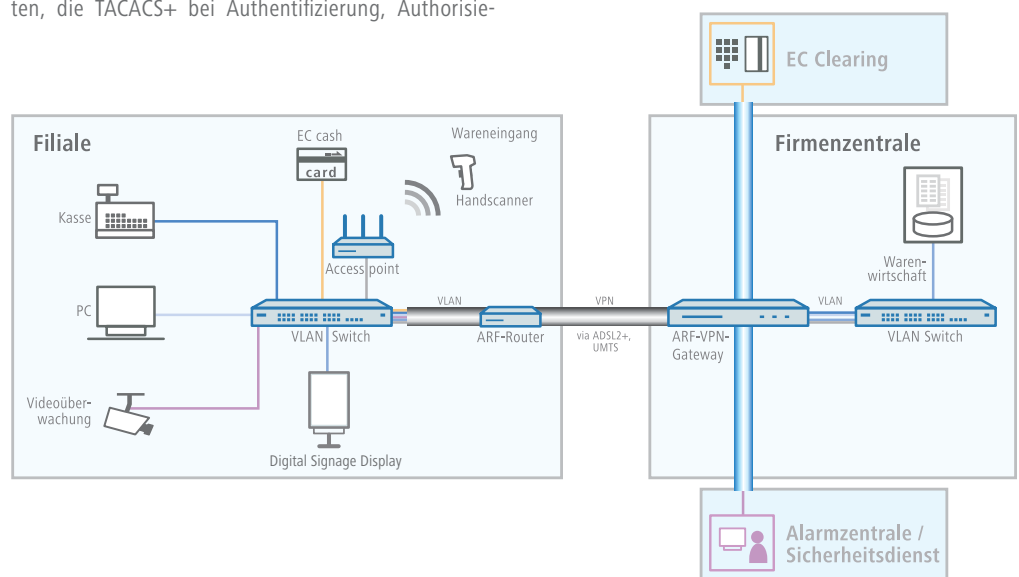 ten, die TACACS+ bei Authentifizierung, Authorisie-
EC Clearing
Filiale
EC cash
card
Wareneingang
Handscanner
Kasse
Access point
PC
VLAN Switch
VLAN
ARF-Router
VPN
via ADSL2+,
UMTS
Videoüber-
wachung
Digital Signage Display
Firmenzentrale
Waren-
wirtschaft
ARF-VPN-
Gateway
VLAN
VLAN Switch
Alarmzentrale /
Sicherheitsdienst